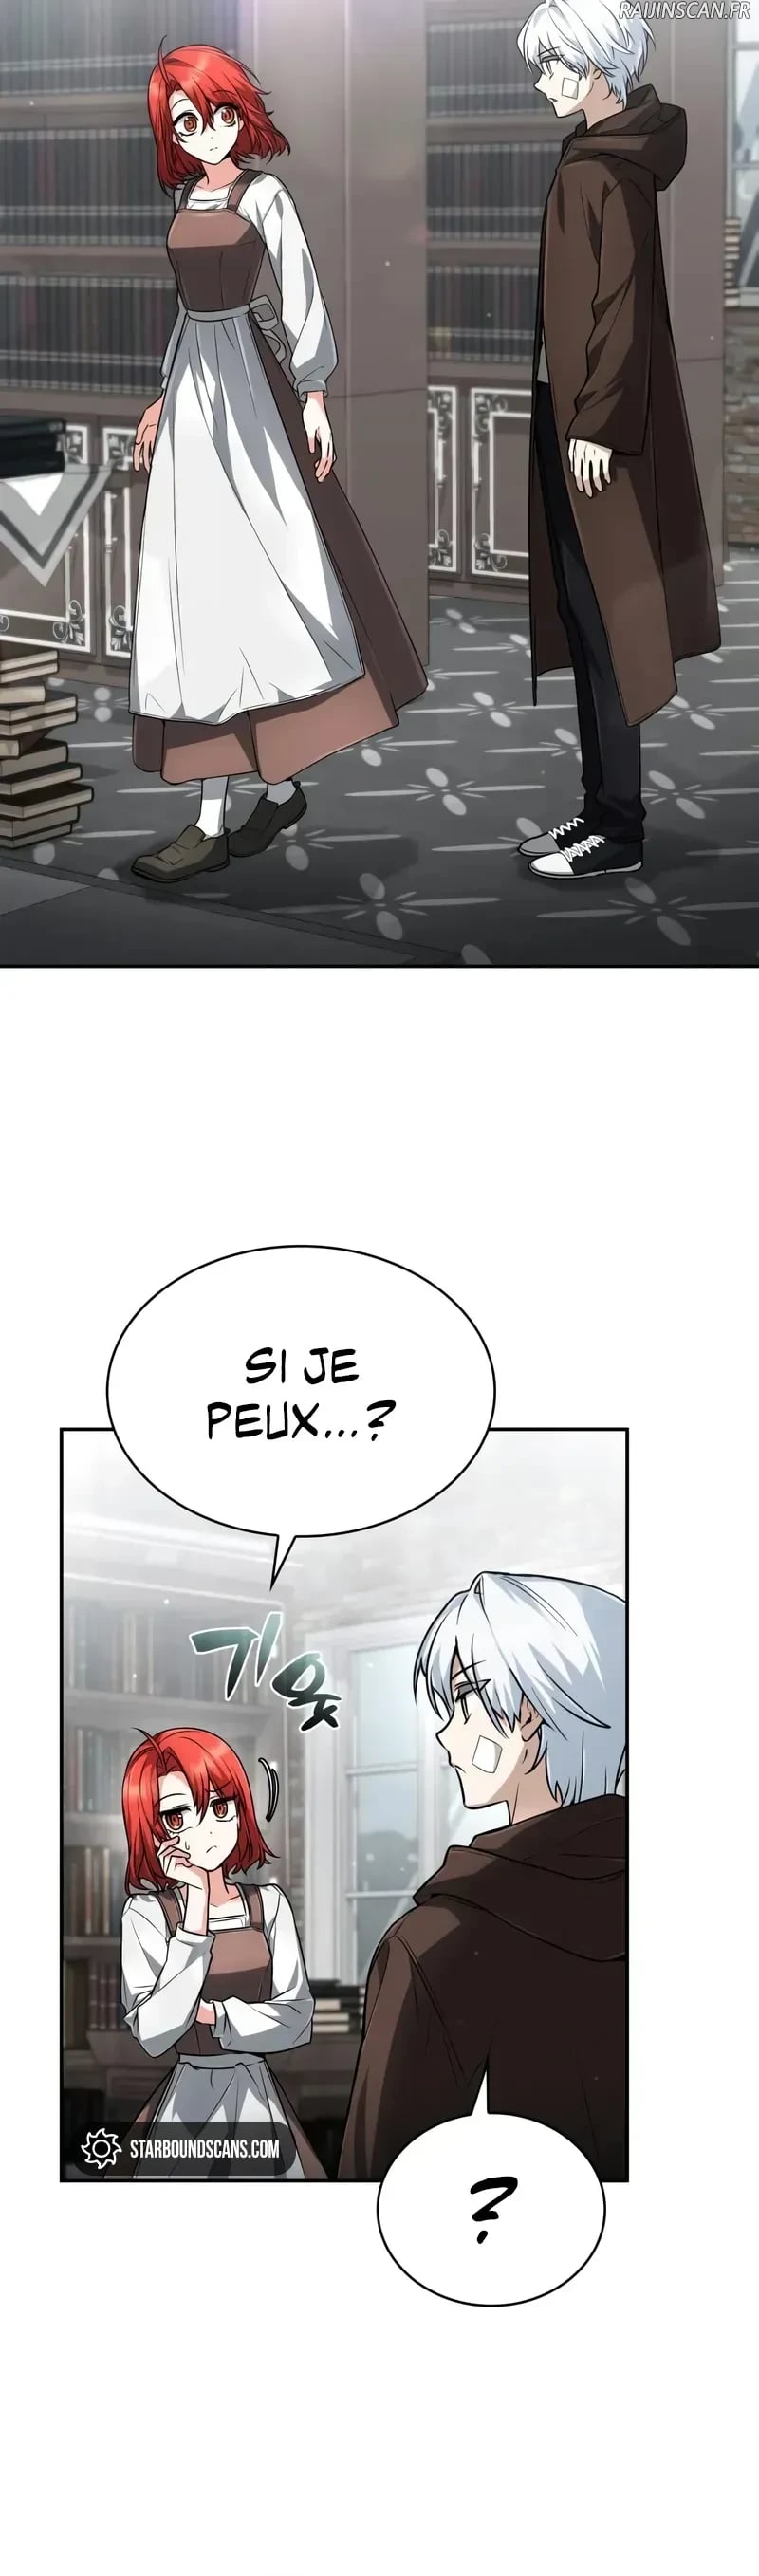 RAIJINSCAN.FR
SI JE
PEUX...?
기웃
STARBOUNDSCANS.COM
?